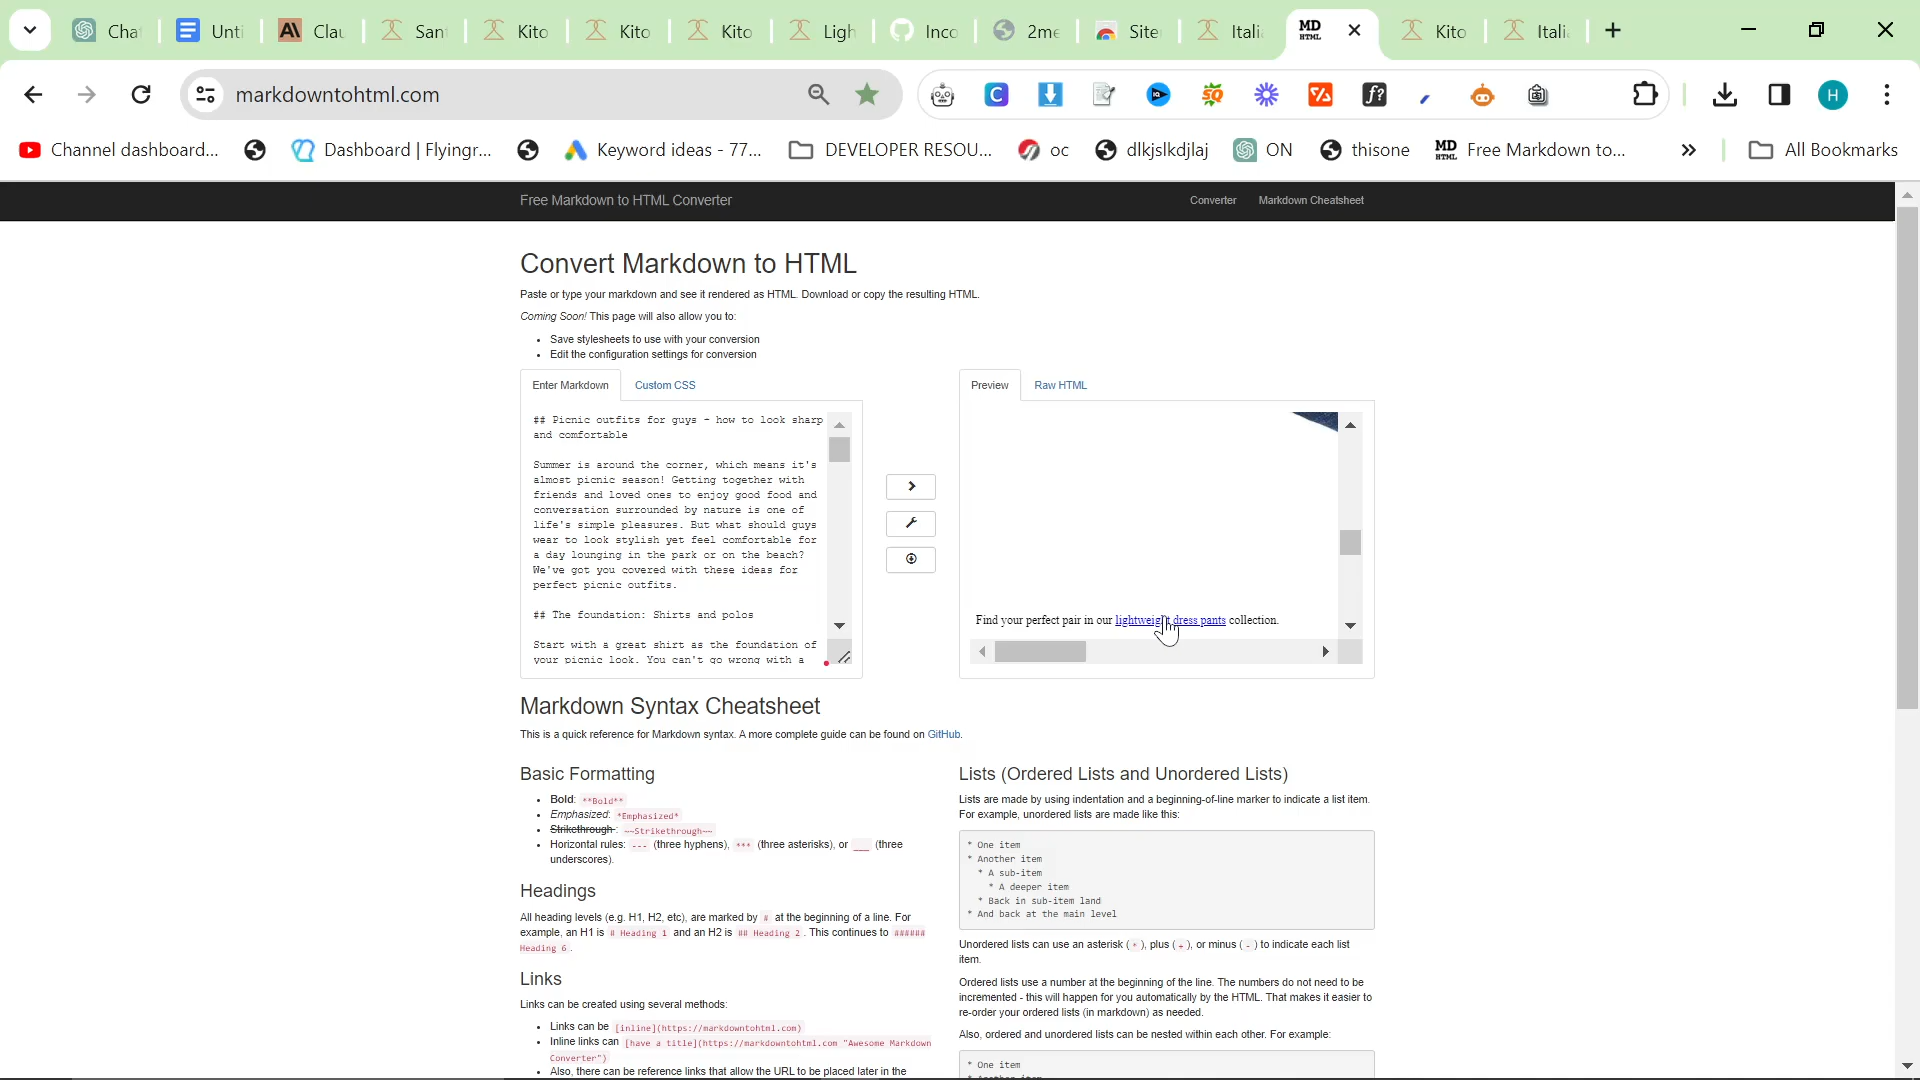 Cha
Unti
Clau
San
Kito
Kito
Kito
Ligh
Inco
2me
Site
Itali
MD
HTML
Kito
Itali
markdowntohtml.com
H
Channel dashboard...
Dashboard | Flyingr...
Keyword ideas - 77...
DEVELOPER RESOU...
oc
dlkjslkdjlaj
ON
thisone
MD HTML Free Markdown to...
»
All Bookmarks
Free Markdown to HTML Converter
Converter
Markdown Cheatsheet
Convert Markdown to HTML
Paste or type your markdown and see it rendered as HTML. Download or copy the resulting HTML.
Coming Soon! This page will also allow you to:
• Save stylesheets to use with your conversion
• Edit the configuration settings for conversion
Enter Markdown
Custom CSS
## Picnic outfits for guys - how to look sharp
and comfortable
Summer is around the corner, which means it's
almost picnic season! Getting together with
friends and loved ones to enjoy good food and
conversation surrounded by nature is one of
life's simple pleasures. But what should guys
wear to look stylish yet feel comfortable for
a day lounging in the park or on the beach?
We've got you covered with these ideas for
perfect picnic outfits.
## The foundation: Shirts and polos
Start with a great shirt as the foundation of
your picnic look. You can't go wrong with a
Preview
Raw HTML
Find your perfect pair in our lightweight dress pants collection.
Markdown Syntax Cheatsheet
This is a quick reference for Markdown syntax. A more complete guide can be found on GitHub.
Basic Formatting
• Bold: **Bold**
• Emphasized: *Emphasized*
• Strikethrough: ~~Strikethrough~~
• Horizontal rules: --- (three hyphens), *** (three asterisks), or ___ (three
underscores).
Headings
All heading levels (e.g. H1, H2, etc), are marked by # at the beginning of a line. For
example, an H1 is # Heading 1 and an H2 is ## Heading 2. This continues to ######
Heading 6.
Links
Links can be created using several methods:
• Links can be [inline](https://markdowntohtml.com)
• Inline links can [have a title](https://markdowntohtml.com "Awesome Markdown
Converter")
• Also, there can be reference links that allow the URL to be placed later in the
Lists (Ordered Lists and Unordered Lists)
Lists are made by using indentation and a beginning-of-line marker to indicate a list item.
For example, unordered lists are made like this:
* One item
* Another item
* A sub-item
* A deeper item
* Back in sub-item land
* And back at the main level
Unordered lists can use an asterisk (*), plus (+), or minus (-) to indicate each list
item.
Ordered lists use a number at the beginning of the line. The numbers do not need to be
incremented - this will happen for you automatically by the HTML. That makes it easier to
re-order your ordered lists (in markdown) as needed.
Also, ordered and unordered lists can be nested within each other. For example:
* One item